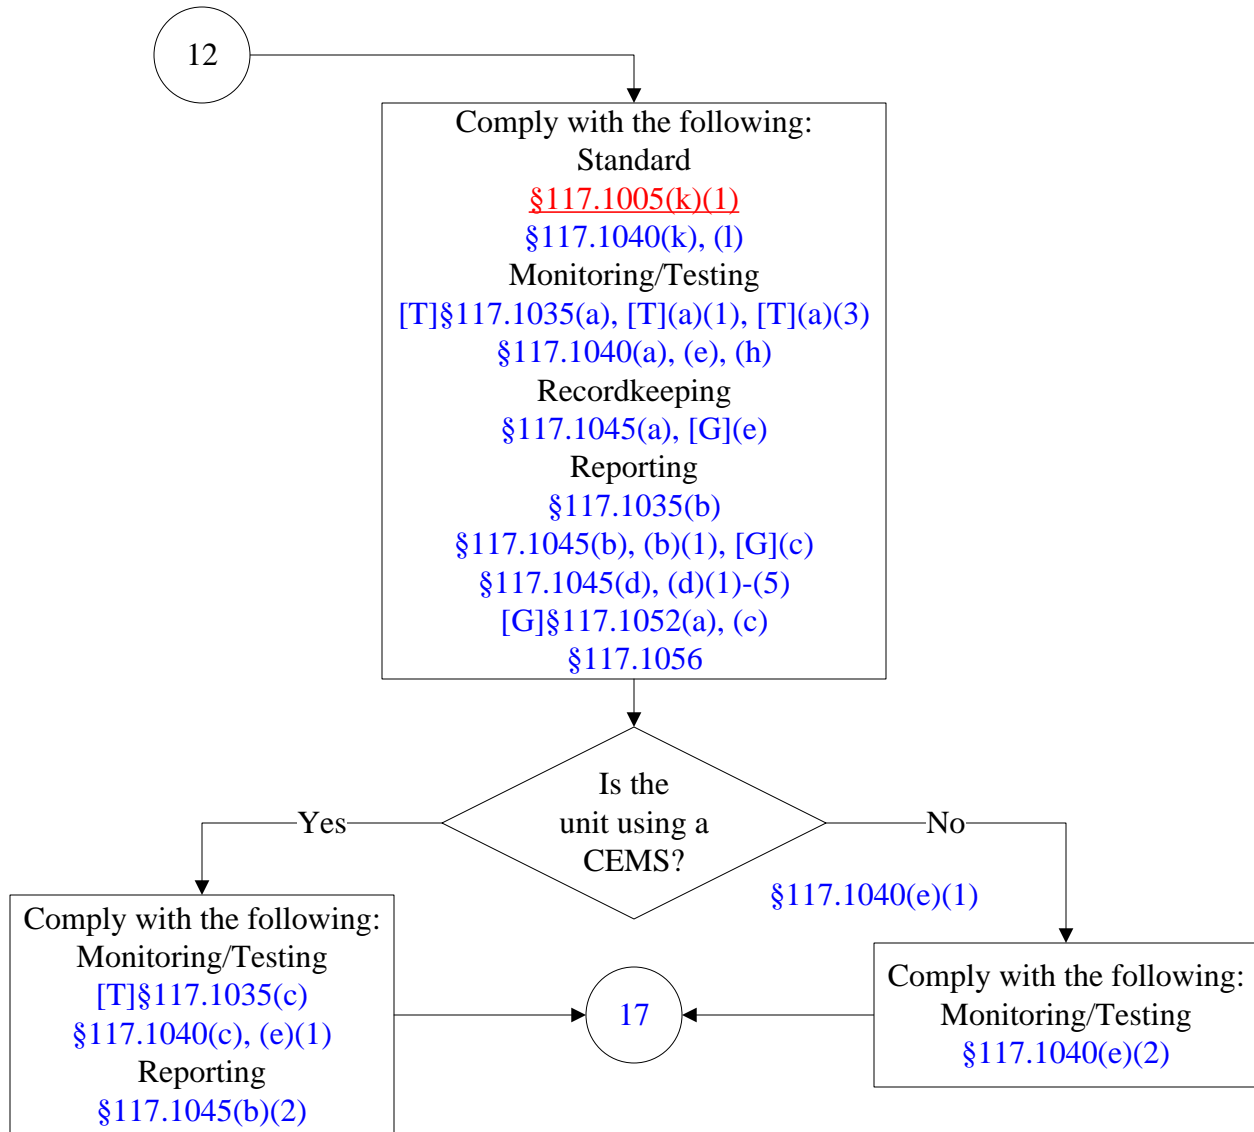 12
Comply with the following:
Standard
§117.1005(k)(1)
§117.1040(k), (l)
Monitoring/Testing
[T]§117.1035(a), [T](a)(1), [T](a)(3)
§117.1040(a), (e), (h)
Recordkeeping
§117.1045(a), [G](e)
Reporting
§117.1035(b)
§117.1045(b), (b)(1), [G](c)
§117.1045(d), (d)(1)-(5)
[G]§117.1052(a), (c)
§117.1056
Is the
unit using a
CEMS?
Yes
No
§117.1040(e)(1)
Comply with the following:
Monitoring/Testing
[T]§117.1035(c)
§117.1040(c), (e)(1)
Reporting
§117.1045(b)(2)
17
Comply with the following:
Monitoring/Testing
§117.1040(e)(2)